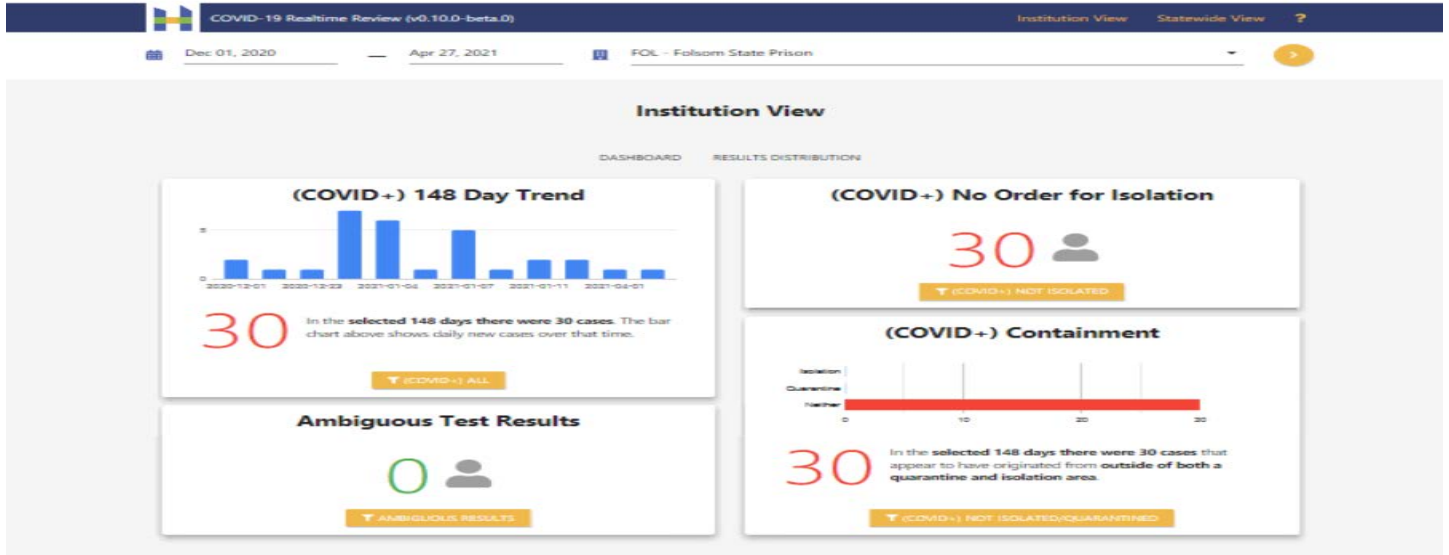 COVID-19 Realtime Review (v0.10.0-beta.0)
Institution View
Statewide View
?
Dec 01, 2020 — Apr 27, 2021
FOL - Folsom State Prison
>
Institution View
DASHBOARD
RESULTS DISTRIBUTION
(COVID+) 148 Day Trend
5
0
2020-12-01 2020-12-23 2021-01-04 2021-01-07 2021-01-11 2021-04-01
30
In the selected 148 days there were 30 cases. The bar
chart above shows daily new cases over that time.
(COVID+) ALL
Ambiguous Test Results
0
AMBIGUOUS RESULTS
(COVID+) No Order for Isolation
30
(COVID+) NOT ISOLATED
(COVID+) Containment
Isolation
Quarantine
Neither
0 10 20 30
30
In the selected 148 days there were 30 cases that
appear to have originated from outside of both a
quarantine and isolation area.
(COVID+) NOT ISOLATED/QUARANTINED